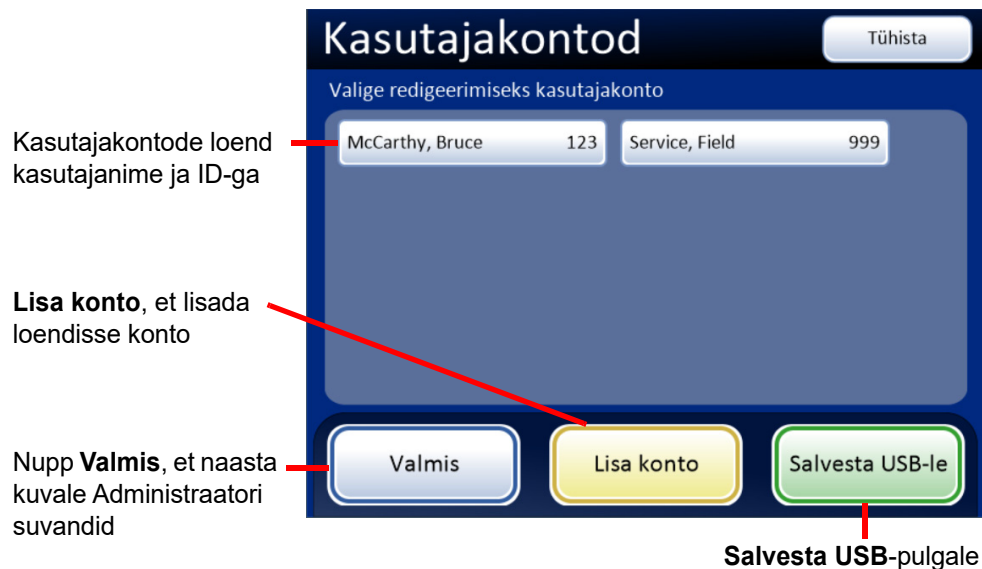 Kasutajakontod
Tühista
Valige redigeerimiseks kasutajakonto
Kasutajakontode loend
kasutajanime ja ID-ga
McCarthy, Bruce 123
Service, Field 999
Lisa konto, et lisada
loendisse konto
Nupp Valmis, et naasta
kuvale Administraatori
suvandid
Valmis
Lisa konto
Salvesta USB-le
Salvesta USB-pulgale